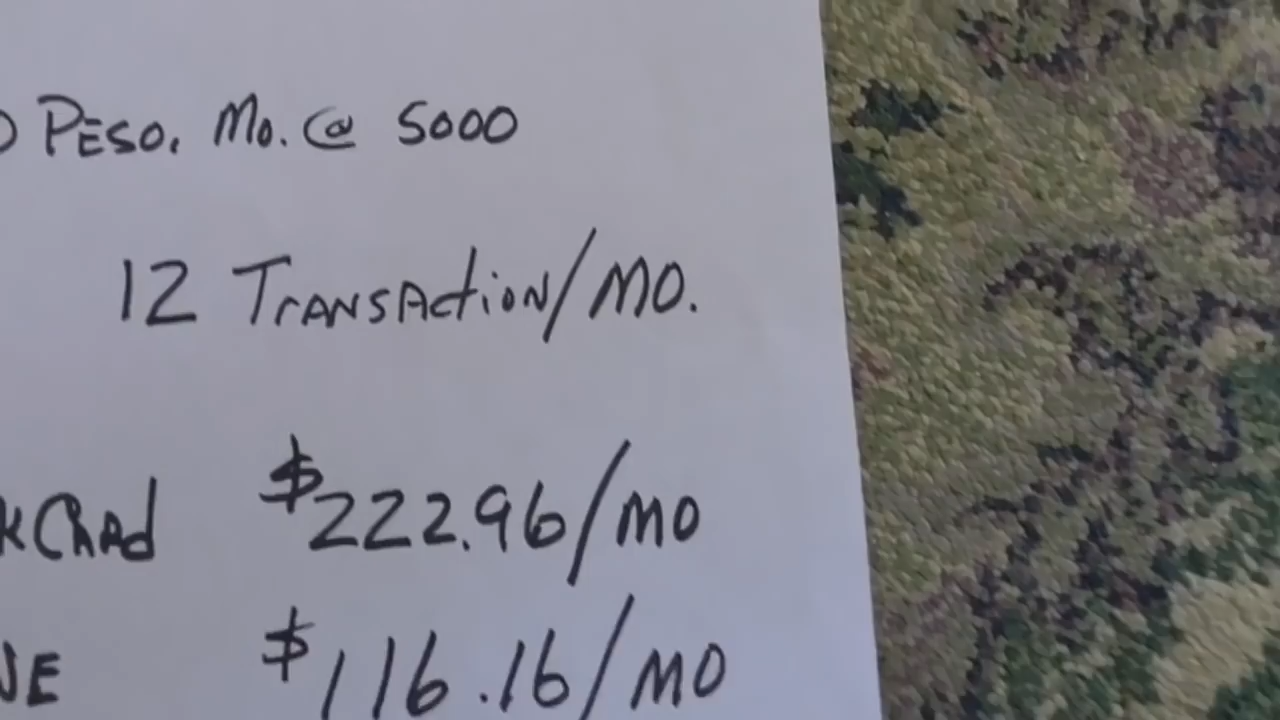 PESO, MO. @ 5000
12 TRANSACTION/MO.
$222.96/MO
$116.16/MO